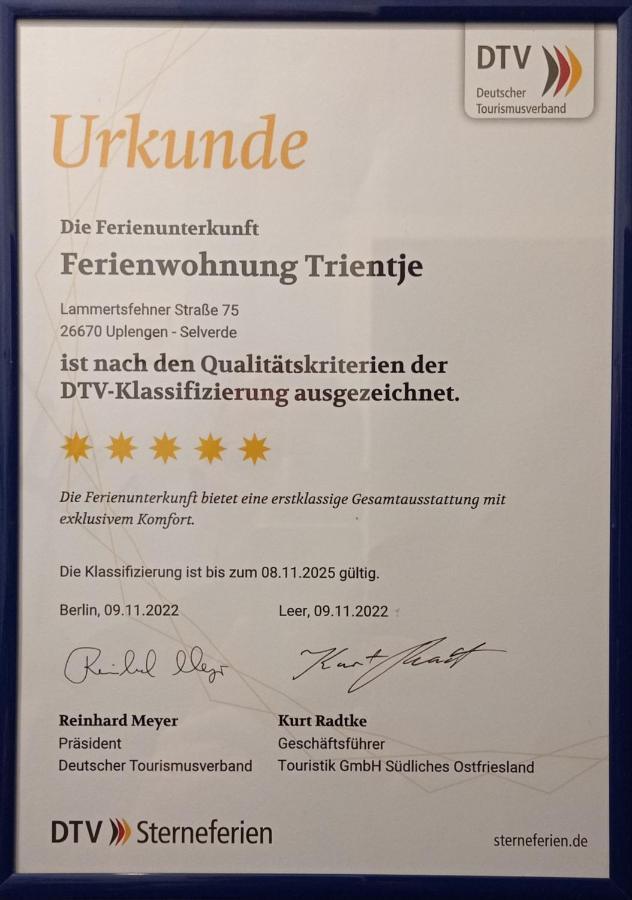 DTV
Deutscher
Tourismusverband
Urkunde
Die Ferienunterkunft
Ferienwohnung Trientje
Lammertsfehner Straße 75
26670 Uplengen - Selverde
ist nach den Qualitätskriterien der
DTV-Klassifizierung ausgezeichnet.
Die Ferienunterkunft bietet eine erstklassige Gesamtausstattung mit
exklusivem Komfort.
Die Klassifizierung ist bis zum 08.11.2025 gültig.
Berlin, 09.11.2022 Leer, 09.11.2022
Reinhard Meyer Kurt Radtke
Präsident Geschäftsführer
Deutscher Tourismusverband Touristik GmbH Südliches Ostfriesland
DTV Sterneferien
sterneferien.de